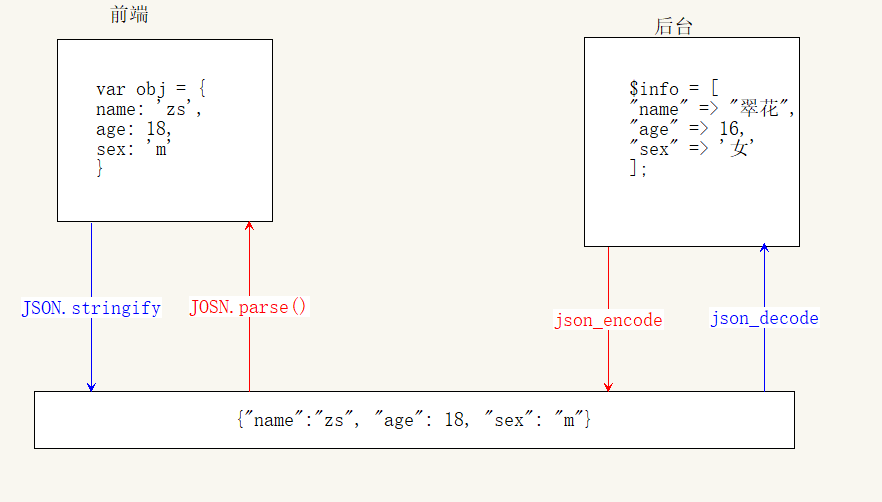 前端
后台
var obj = {
name: 'zs',
age: 18,
sex: 'm'
}
$info = [
"name" => "翠花",
"age" => 16,
"sex" => '女'
];
JSON.stringify
JOSN.parse()
json_encode
json_decode
{"name":"zs", "age": 18, "sex": "m"}